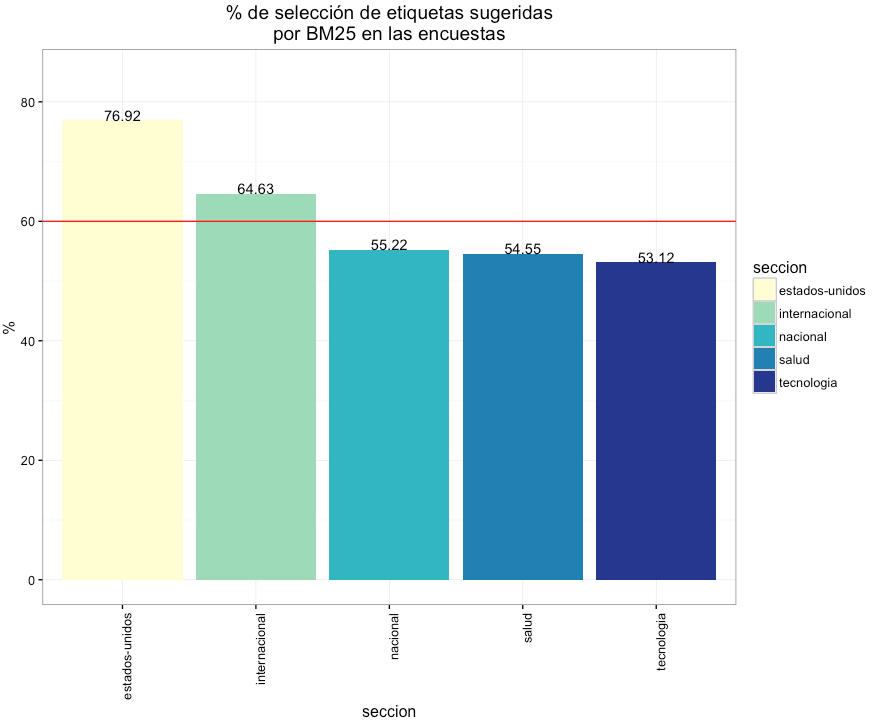 % de selección de etiquetas sugeridas
por BM25 en las encuestas
80
60
40
20
0
%
76.92
64.63
55.22
54.55
53.12
estados-unidos
internacional
nacional
salud
tecnologia
seccion
seccion
estados-unidos
internacional
nacional
salud
tecnologia